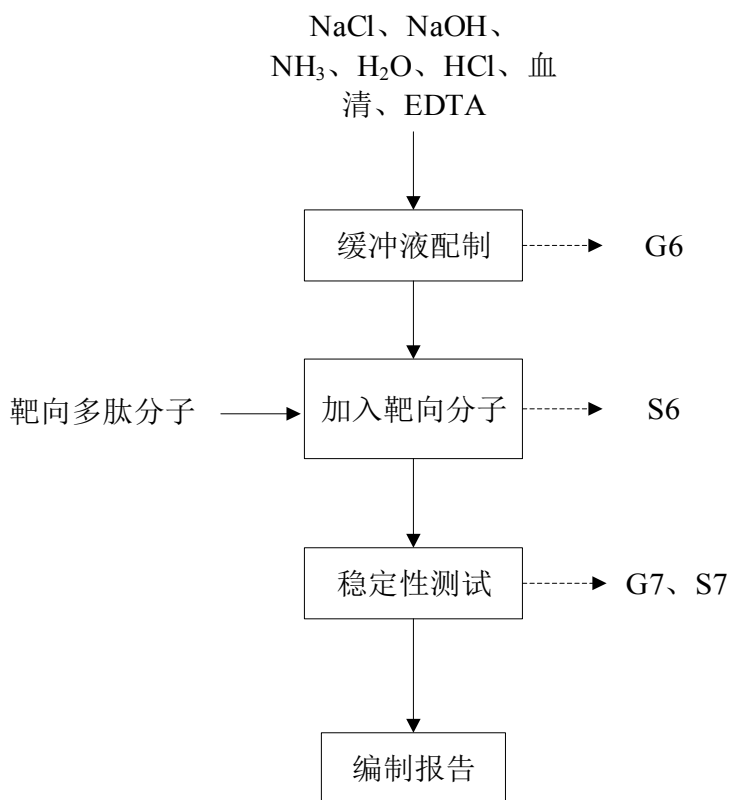 NaCl、NaOH、
NH₃、H₂O、HCl、血
清、EDTA
缓冲液配制
G6
靶向多肽分子
加入靶向分子
S6
稳定性测试
G7、S7
编制报告